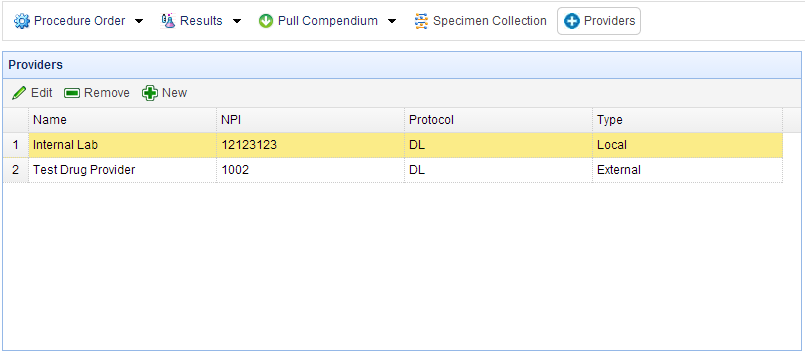 Procedure Order Results Pull Compendium Specimen Collection Providers
Providers
Edit Remove New
Name NPI Protocol Type
1 Internal Lab 12123123 DL Local
2 Test Drug Provider 1002 DL External